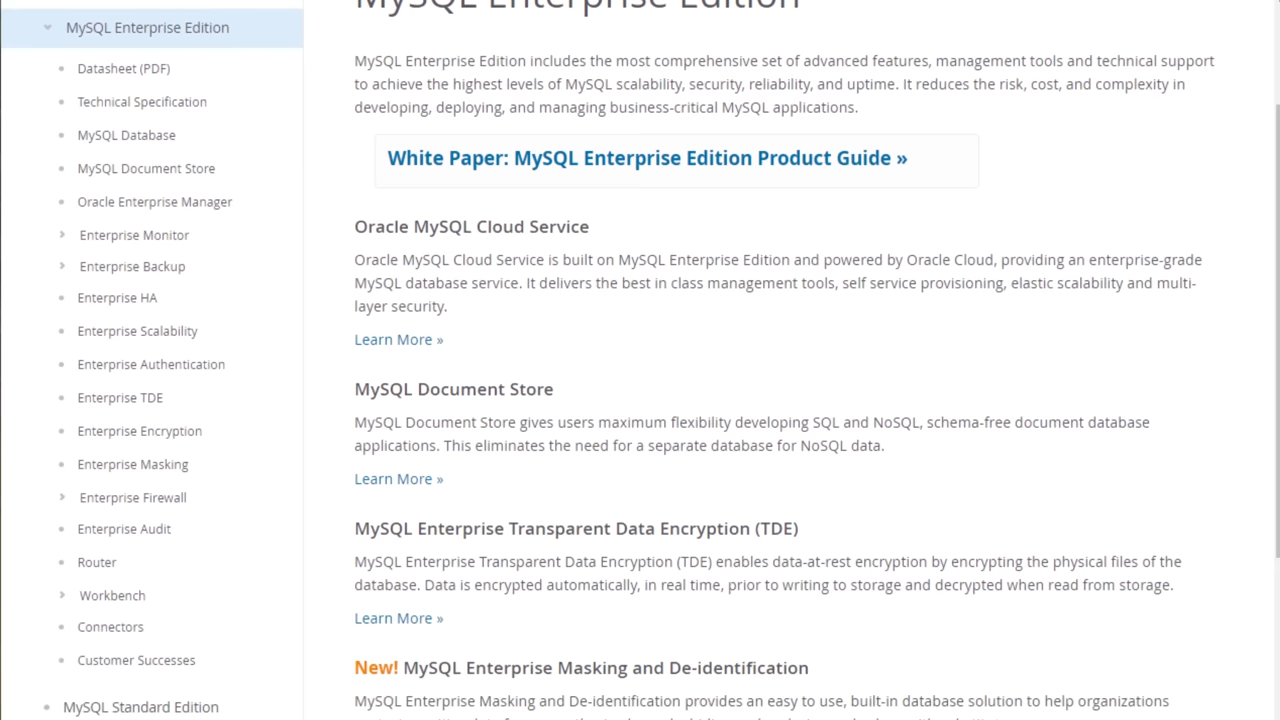 MySQL Enterprise Edition
Datasheet (PDF)
Technical Specification
MySQL Database
MySQL Document Store
Oracle Enterprise Manager
Enterprise Monitor
Enterprise Backup
Enterprise HA
Enterprise Scalability
Enterprise Authentication
Enterprise TDE
Enterprise Encryption
Enterprise Masking
Enterprise Firewall
Enterprise Audit
Router
Workbench
Connectors
Customer Successes
MySQL Standard Edition
MySQL Enterprise Edition
MySQL Enterprise Edition includes the most comprehensive set of advanced features, management tools and technical support
to achieve the highest levels of MySQL scalability, security, reliability, and uptime. It reduces the risk, cost, and complexity in
developing, deploying, and managing business-critical MySQL applications.
White Paper: MySQL Enterprise Edition Product Guide »
Oracle MySQL Cloud Service
Oracle MySQL Cloud Service is built on MySQL Enterprise Edition and powered by Oracle Cloud, providing an enterprise-grade
MySQL database service. It delivers the best in class management tools, self service provisioning, elastic scalability and multi-
layer security.
Learn More »
MySQL Document Store
MySQL Document Store gives users maximum flexibility developing SQL and NoSQL, schema-free document database
applications. This eliminates the need for a separate database for NoSQL data.
Learn More »
MySQL Enterprise Transparent Data Encryption (TDE)
MySQL Enterprise Transparent Data Encryption (TDE) enables data-at-rest encryption by encrypting the physical files of the
database. Data is encrypted automatically, in real time, prior to writing to storage and decrypted when read from storage.
Learn More »
New! MySQL Enterprise Masking and De-identification
MySQL Enterprise Masking and De-identification provides an easy to use, built-in database solution to help organizations